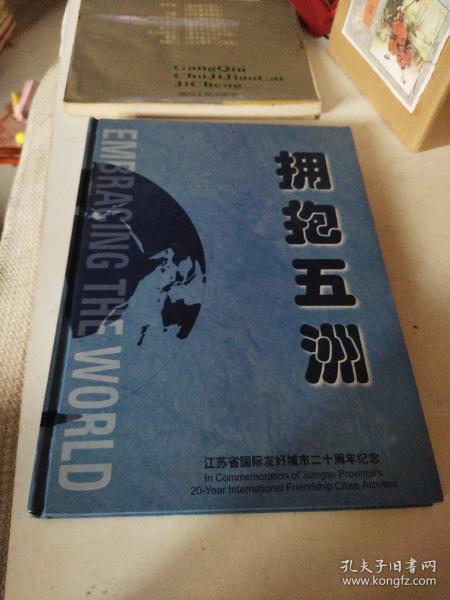 GangQin
ChuJiJiaoCai
JiCheng
EMBRACING THE WORLD
拥抱五洲
江苏省国际友好城市二十周年纪念
In Commemoration of Jiangsu Province's
20-Year International Friendship Cities Activites
孔夫子旧书网
www.kongfz.com